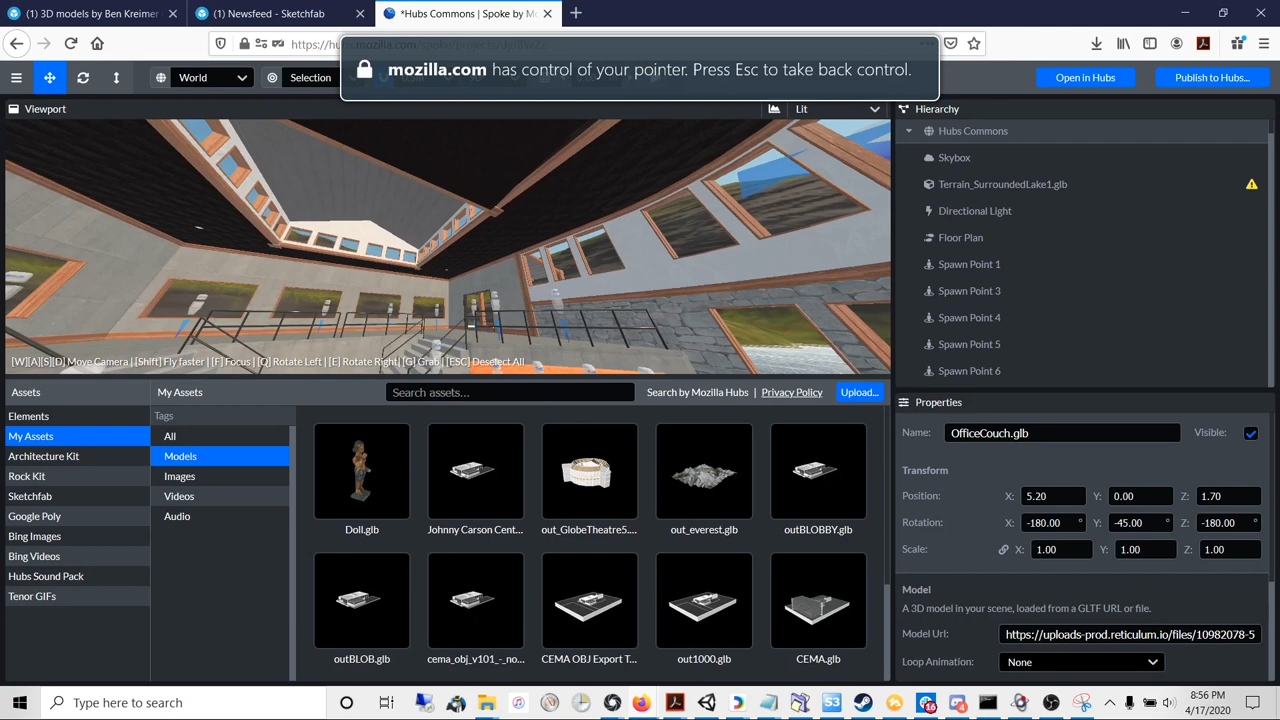 (1) 3D models by Ben Kreimer
(1) Newsfeed - Sketchfab
*Hubs Commons | Spoke by Mo
mozilla.com has control of your pointer. Press Esc to take back control.
World
Selection
Open in Hubs
Publish to Hubs...
Viewport
Lit
[W][A][S][D] Move Camera | [Shift] Fly faster | [F] Focus | [Q] Rotate Left | [E] Rotate Right | [G] Grab | [ESC] Deselect All
Hierarchy
Hubs Commons
Skybox
Terrain_SurroundedLake1.glb
Directional Light
Floor Plan
Spawn Point 1
Spawn Point 3
Spawn Point 4
Spawn Point 5
Spawn Point 6
Assets
Elements
My Assets
Architecture Kit
Rock Kit
Sketchfab
Google Poly
Bing Images
Bing Videos
Hubs Sound Pack
Tenor GIFs
My Assets
Tags
All
Models
Images
Videos
Audio
Search assets...
Search by Mozilla Hubs | Privacy Policy
Upload...
Doll.glb
Johnny Carson Cent...
out_GlobeTheatre5....
out_everest.glb
outBLOBBY.glb
outBLOB.glb
cema_obj_v101_-_no...
CEMA OBJ Export T...
out1000.glb
CEMA.glb
Properties
Name: OfficeCouch.glb Visible:
Transform
Position: X: 5.20 Y: 0.00 Z: 1.70
Rotation: X: -180.00 ° Y: -45.00 ° Z: -180.00 °
Scale: X: 1.00 Y: 1.00 Z: 1.00
Model
A 3D model in your scene, loaded from a GLTF URL or file.
Model Url: https://uploads-prod.reticulum.io/files/10982078-5
Loop Animation: None
Type here to search
S3
16
4
8:56 PM
4/17/2020